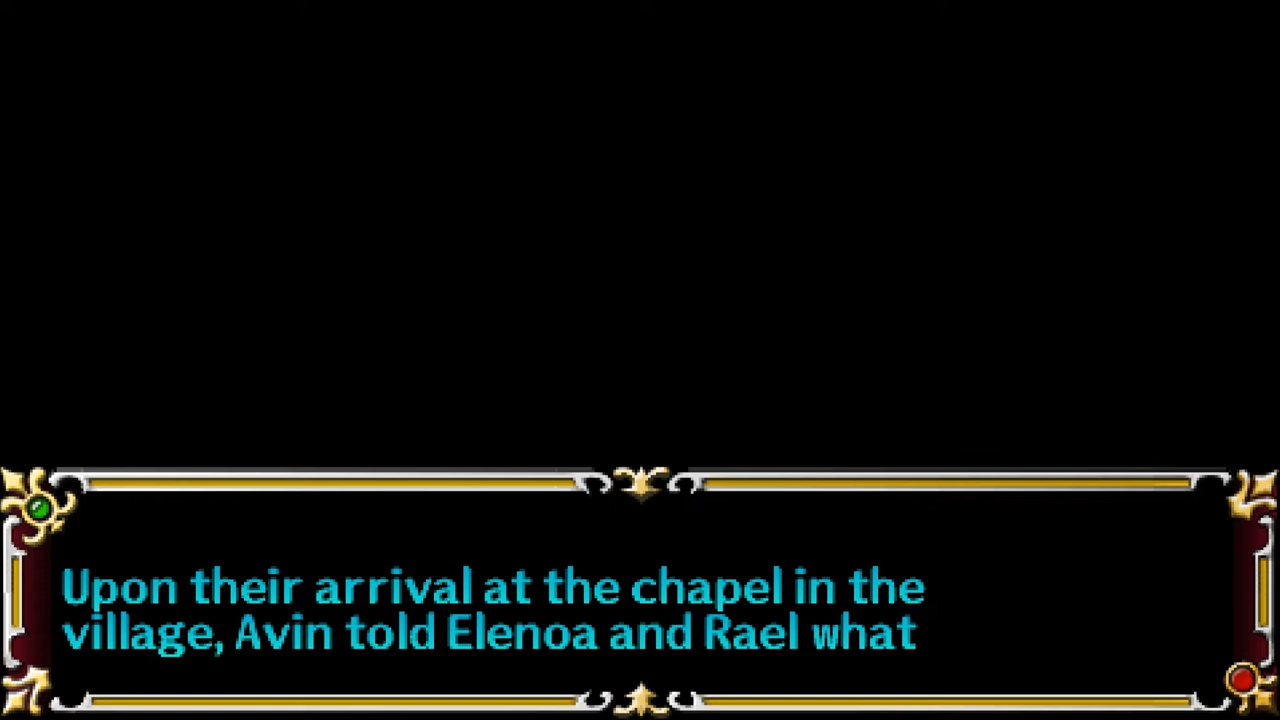 Upon their arrival at the chapel in the
village, Avin told Elenoa and Rael what